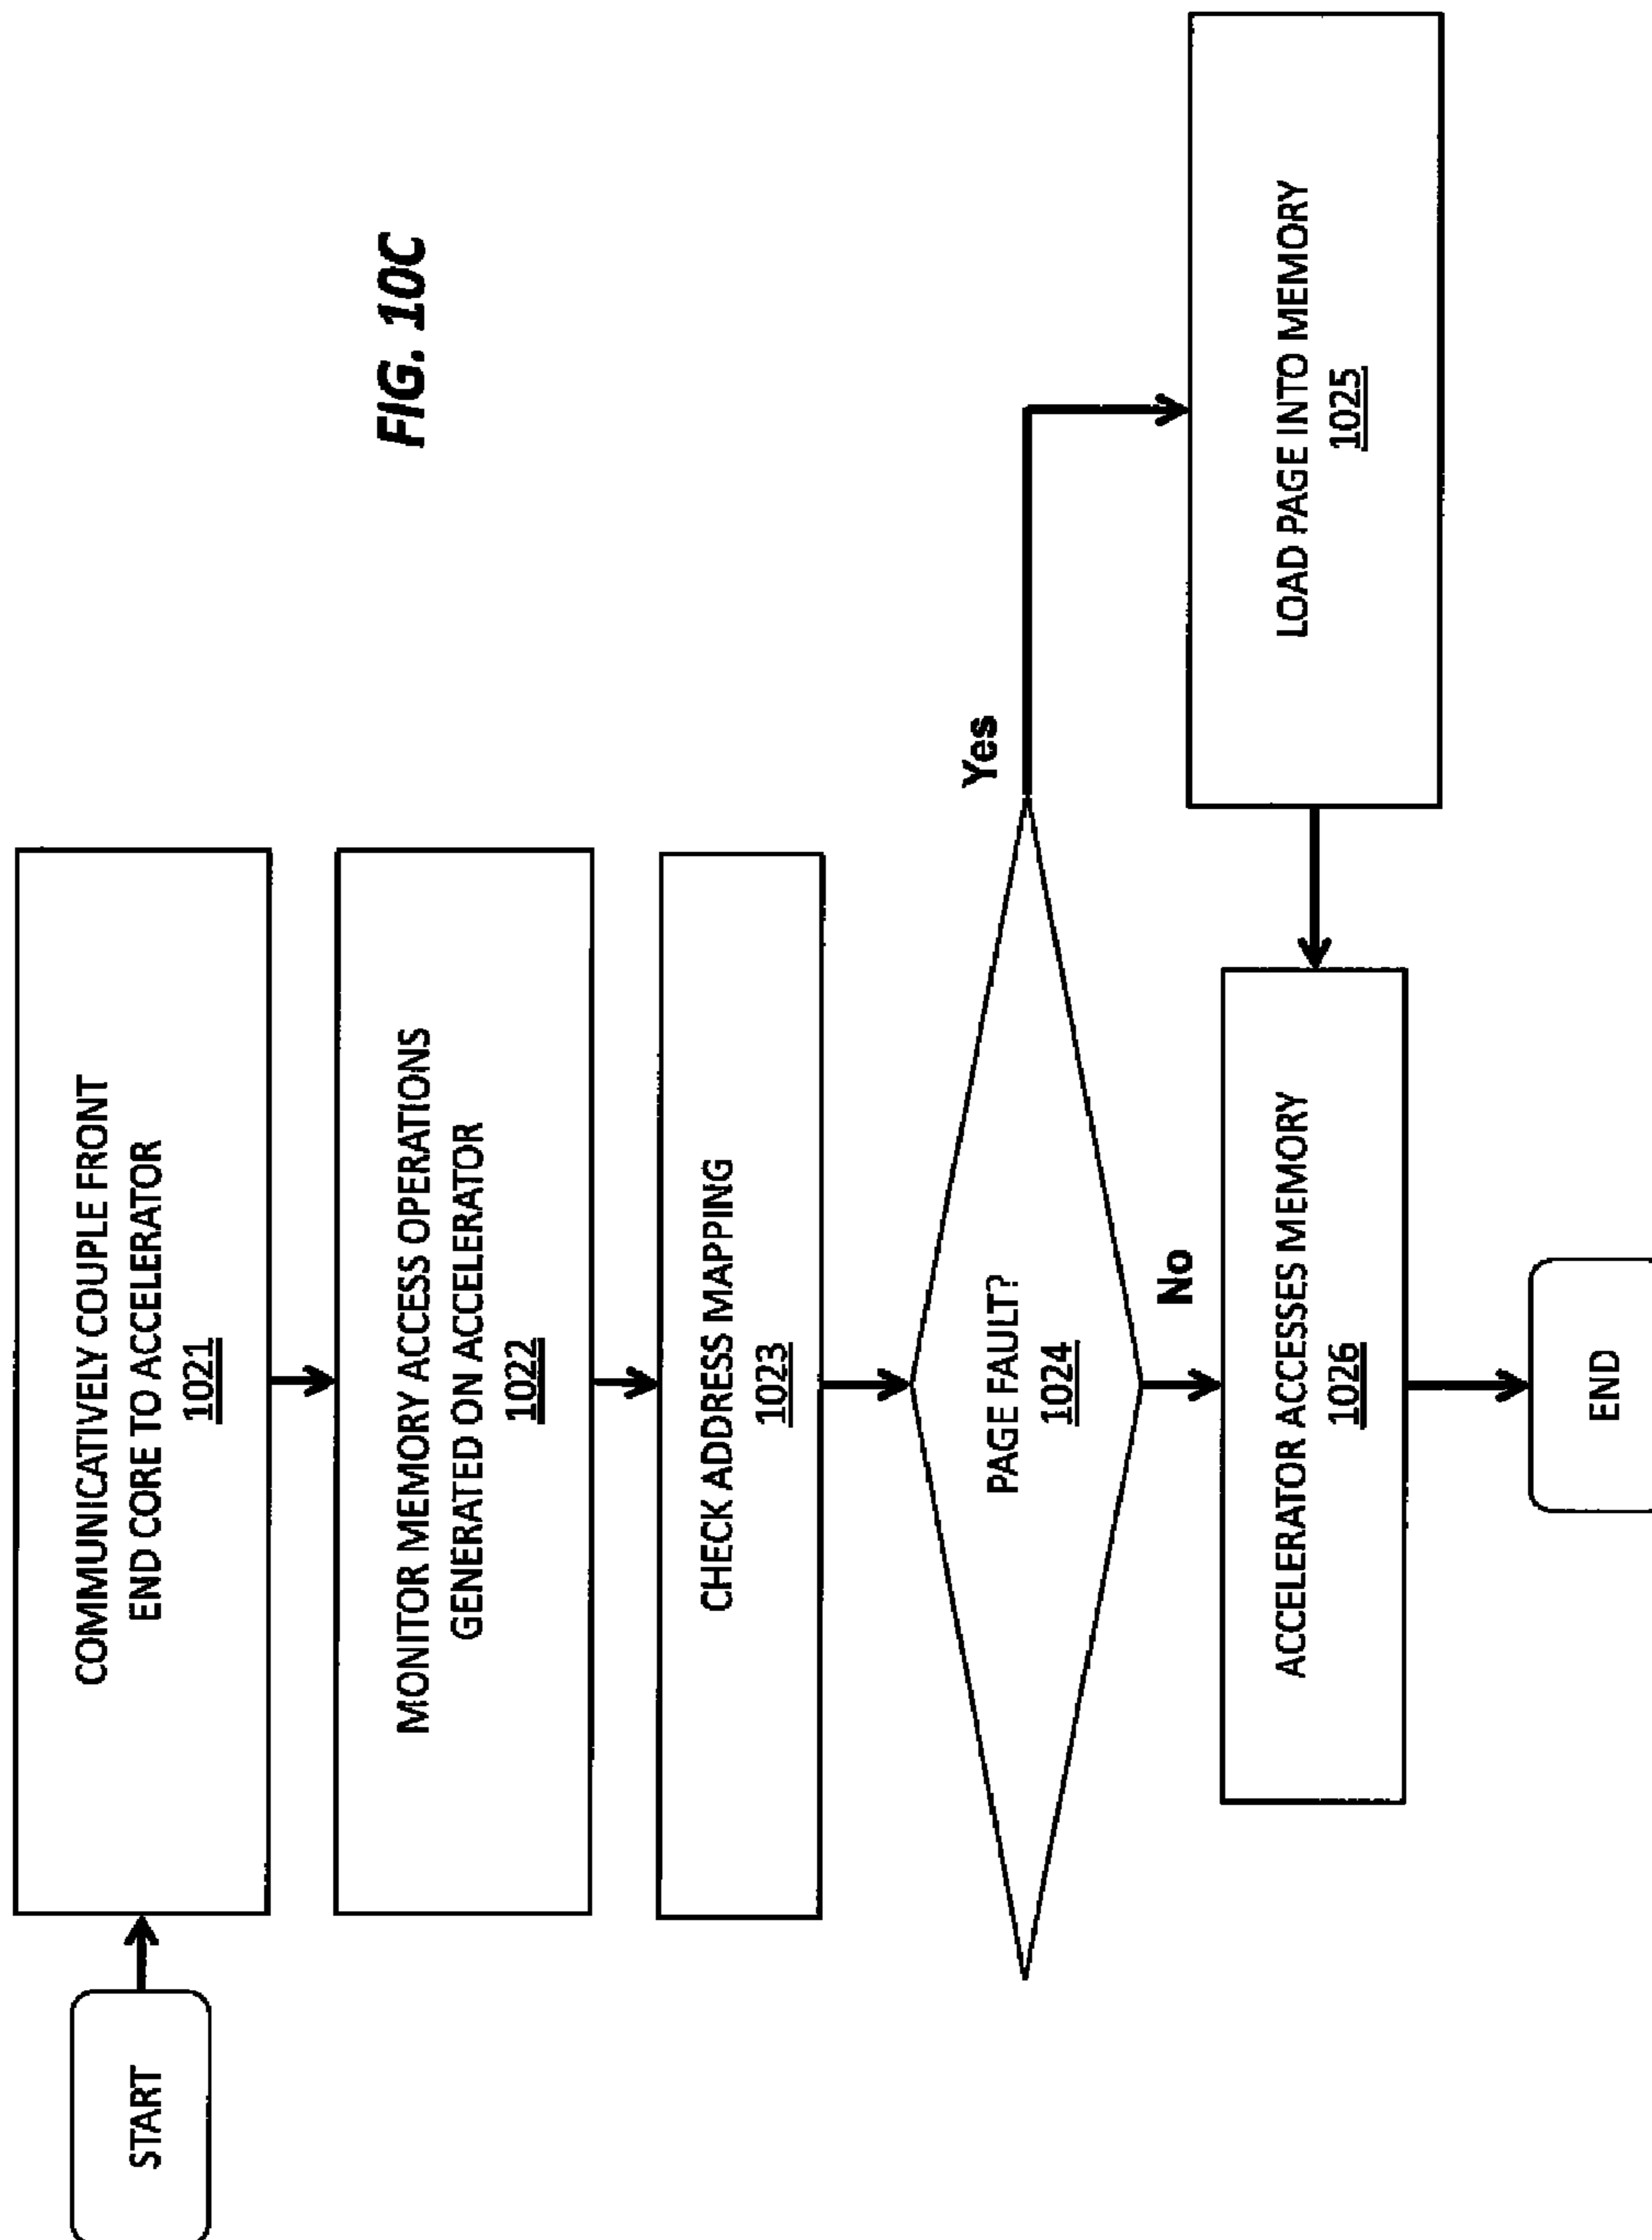 START
COMMUNICATIVELY COUPLE FRONT
END CORE TO ACCELERATOR
1021
MONITOR MEMORY ACCESS OPERATIONS
GENERATED ON ACCELERATOR
1022
CHECK ADDRESS MAPPING
1023
PAGE FAULT?
1024
Yes
No
LOAD PAGE INTO MEMORY
1025
ACCELERATOR ACCESSES MEMORY
1026
END
FIG. 10C